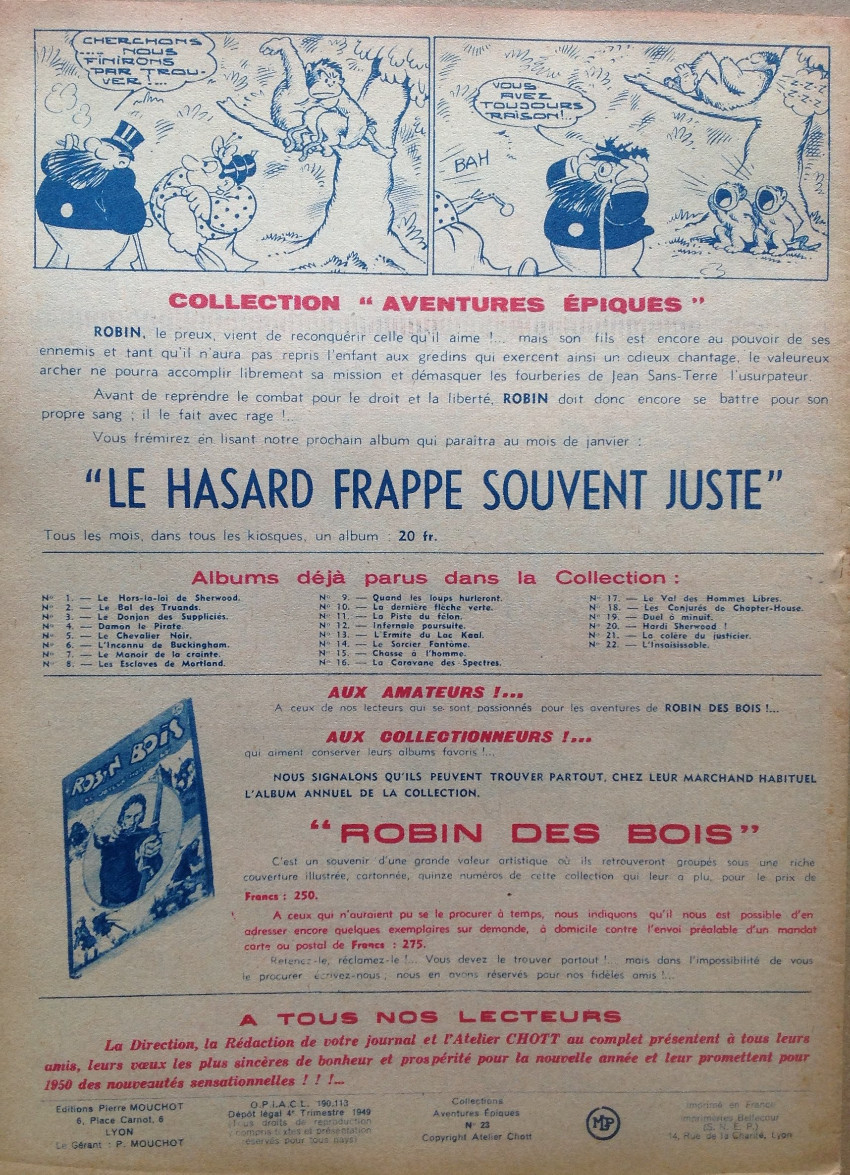 CHERCHONS
.... NOUS
FINIRONS
PAR TROU-
VER !...
VOUS
AVEZ
TOUJOURS
RAISON!..
BAH
Z-Z-Z
Z-Z-Z
COLLECTION " AVENTURES ÉPIQUES "
ROBIN, le preux, vient de reconquérir celle qu'il aime !... mais son fils est encore au pouvoir de ses
ennemis et tant qu'il n'aura pas repris l'enfant aux gredins qui exercent ainsi un odieux chantage, le valeureux
archer ne pourra accomplir librement sa mission et démasquer les fourberies de Jean Sans-Terre l'usurpateur.
Avant de reprendre le combat pour le droit et la liberté, ROBIN doit donc encore se battre pour son
propre sang ; il le fait avec rage !...
Vous frémirez en lisant notre prochain album qui paraîtra au mois de janvier :
"LE HASARD FRAPPE SOUVENT JUSTE"
Tous les mois, dans tous les kiosques, un album : 20 fr.
Albums déjà parus dans la Collection :
N° 1. — Le Hors-la-loi de Sherwood.
N° 2. — Le Bal des Truands.
N° 3. — Le Donjon des Suppliciés.
N° 4. — Damon le Pirate.
N° 5. — Le Chevalier Noir.
N° 6. — L'Inconnu de Buckingham.
N° 7. — Le Manoir de la crainte.
N° 8. — Les Esclaves de Mortland.
N° 9. — Quand les loups hurleront.
N° 10. — La dernière flèche verte.
N° 11. — La Piste du félon.
N° 12. — Infernale poursuite.
N° 13. — L'Ermite du Lac Kaal.
N° 14. — Le Sorcier Fantôme.
N° 15. — Chasse à l'homme.
N° 16. — La Caravane des Spectres.
N° 17. — Le Val des Hommes Libres.
N° 18. — Les Conjurés de Chapter-House.
N° 19. — Duel à minuit.
N° 20. — Hardi Sherwood !
N° 21. — La colère du justicier.
N° 22. — L'Insaisissable.
AUX AMATEURS !...
A ceux de nos lecteurs qui se sont passionnés pour les aventures de ROBIN DES BOIS !...
AUX COLLECTIONNEURS !...
qui aiment conserver leurs albums favoris !...
NOUS SIGNALONS QU'ILS PEUVENT TROUVER PARTOUT, CHEZ LEUR MARCHAND HABITUEL
L'ALBUM ANNUEL DE LA COLLECTION.
ROBIN BOIS
"ROBIN DES BOIS"
C'est un souvenir d'une grande valeur artistique où ils retrouveront groupés sous une riche
couverture illustrée, cartonnée, quinze numéros de cette collection qui leur a plu, pour le prix de
Francs : 250.
A ceux qui n'auraient pu se le procurer à temps, nous indiquons qu'il nous est possible d'en
adresser encore quelques exemplaires sur demande, à domicile contre l'envoi préalable d'un mandat
carte ou postal de Francs : 275.
Retenez-le, réclamez-le !... Vous devez le trouver partout !... mais dans l'impossibilité de vous
le procurer écrivez-nous, nous en avons réservés pour nos fidèles amis !...
A TOUS NOS LECTEURS
La Direction, la Rédaction de votre journal et l'Atelier CHOTT au complet présentent à tous leurs
amis, leurs vœux les plus sincères de bonheur et prospérité pour la nouvelle année et leur promettent pour
1950 des nouveautés sensationnelles ! ! !...
Editions Pierre MOUCHOT
6, Place Carnot, 6
LYON
Le Gérant : P. MOUCHOT
O.P.I.A.C.L. 190.113
Dépôt légal 4e Trimestre 1949
(Tous droits de reproduction
compris textes et présentation
réservés pour tous pays)
Collections
Aventures Épiques
N° 23
Copyright Atelier Chott
MP
Imprimé en France
Imprimeries Bellecour
(S. N. E. P.)
14, Rue de la Charité, Lyon